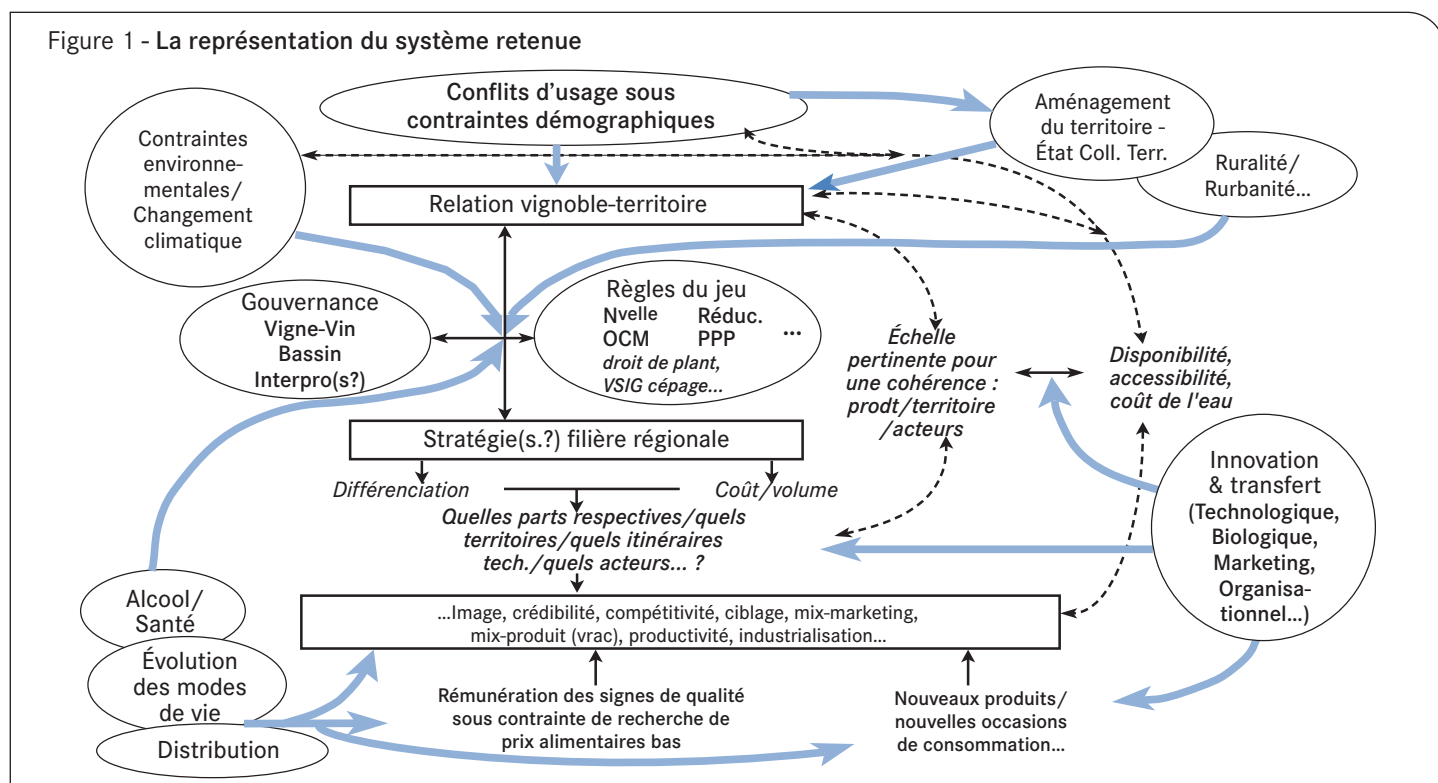 Figure 1 - La représentation du système retenue
Conflits d'usage sous
contraintes démographiques
Aménagement
du territoire -
État Coll. Terr.
Ruralité/
Rurbanité...
Contraintes
environne-
mentales/
Changement
climatique
Relation vignoble-territoire
Gouvernance
Vigne-Vin
Bassin
Interpro(s?)
Règles du jeu
Nvelle Réduc.
OCM PPP ...
droit de plant,
VSIG cépage...
Échelle
pertinente pour
une cohérence :
prodt/territoire
/acteurs
Disponibilité,
accessibilité,
coût de l'eau
Stratégie(s.?) filière régionale
Différenciation Coût/volume
Quelles parts respectives/quels
territoires/quels itinéraires
tech./quels acteurs... ?
Innovation
& transfert
(Technologique,
Biologique,
Marketing,
Organisa-
tionnel...)
Alcool/
Santé
Évolution
des modes
de vie
Distribution
...Image, crédibilité, compétitivité, ciblage, mix-marketing,
mix-produit (vrac), productivité, industrialisation...
Rémunération des signes de qualité
sous contrainte de recherche de
prix alimentaires bas
Nouveaux produits/
nouvelles occasions
de consommation...